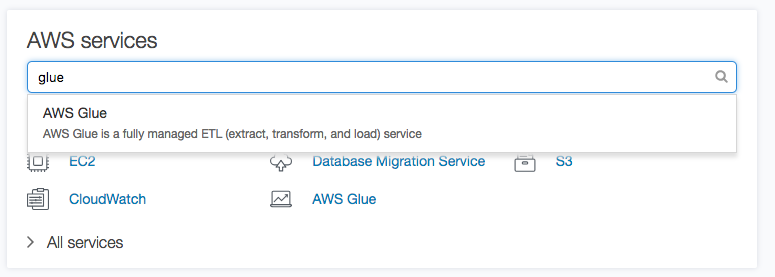 AWS services
glue
AWS Glue
AWS Glue is a fully managed ETL (extract, transform, and load) service
EC2 Database Migration Service S3
CloudWatch AWS Glue
All services